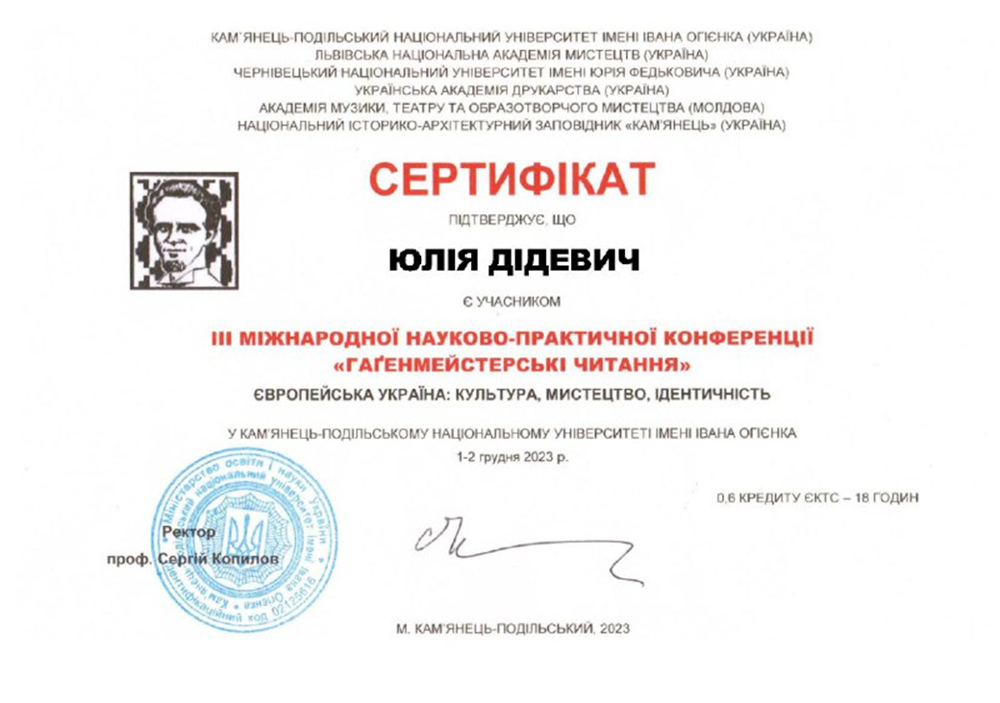 КАМ`ЯНЕЦЬ-ПОДІЛЬСЬКИЙ НАЦІОНАЛЬНИЙ УНІВЕРСИТЕТ ІМЕНІ ІВАНА ОГІЄНКА (УКРАЇНА)
ЛЬВІВСЬКА НАЦІОНАЛЬНА АКАДЕМІЯ МИСТЕЦТВ (УКРАЇНА)
ЧЕРНІВЕЦЬКИЙ НАЦІОНАЛЬНИЙ УНІВЕРСИТЕТ ІМЕНІ ЮРІЯ ФЕДЬКОВИЧА (УКРАЇНА)
УКРАЇНСЬКА АКАДЕМІЯ ДРУКАРСТВА (УКРАЇНА)
АКАДЕМІЯ МУЗИКИ, ТЕАТРУ ТА ОБРАЗОТВОРЧОГО МИСТЕЦТВА (МОЛДОВА)
НАЦІОНАЛЬНИЙ ІСТОРИКО-АРХІТЕКТУРНИЙ ЗАПОВІДНИК «КАМ'ЯНЕЦЬ» (УКРАЇНА)
СЕРТИФІКАТ
ПІДТВЕРДЖУЄ, ЩО
ЮЛІЯ ДІДЕВИЧ
Є УЧАСНИКОМ
ІІІ МІЖНАРОДНОЇ НАУКОВО-ПРАКТИЧНОЇ КОНФЕРЕНЦІЇ
«ГАҐЕНМЕЙСТЕРСЬКІ ЧИТАННЯ»
ЄВРОПЕЙСЬКА УКРАЇНА: КУЛЬТУРА, МИСТЕЦТВО, ІДЕНТИЧНІСТЬ
У КАМ'ЯНЕЦЬ-ПОДІЛЬСЬКОМУ НАЦІОНАЛЬНОМУ УНІВЕРСИТЕТІ ІМЕНІ ІВАНА ОГІЄНКА
1-2 грудня 2023 р.
0,6 КРЕДИТУ ЄКТС – 18 ГОДИН
Міністерство освіти і науки України
національний університет імені Івана Огієнка
ідентифікаційний код 02125616
Ректор
проф. Сергій Копилов
М. КАМ'ЯНЕЦЬ-ПОДІЛЬСЬКИЙ, 2023